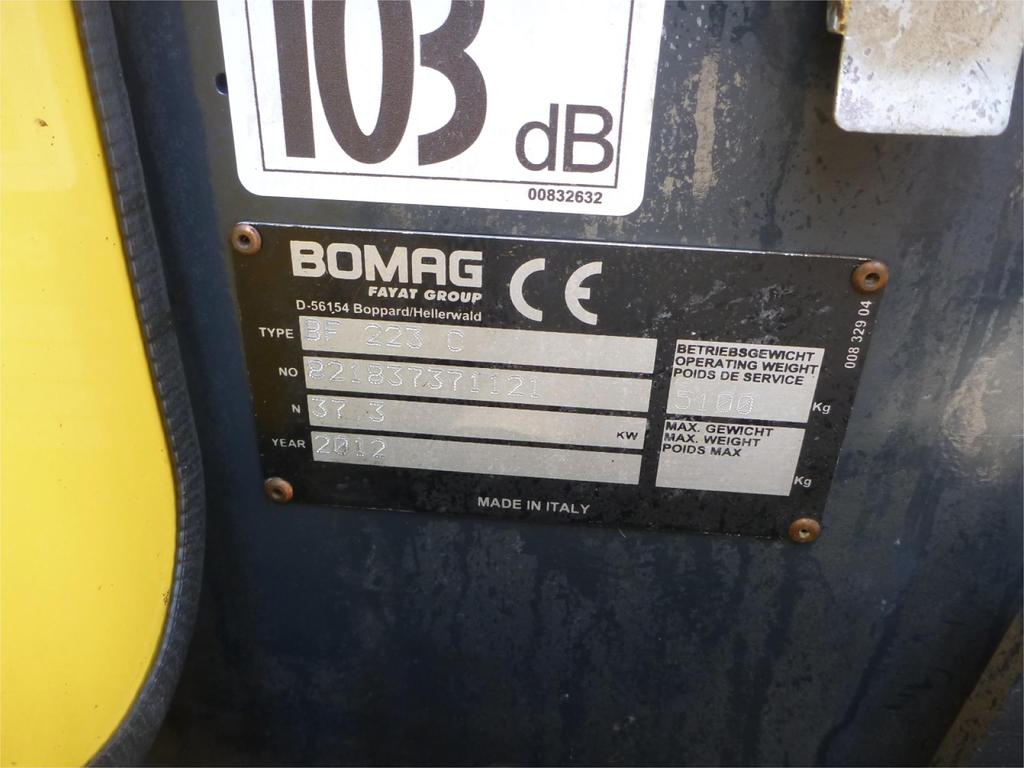 103
dB
00832632
BOMAG
FAYAT GROUP
CE
D-56154 Boppard/Hellerwald
TYPE BF 223 C
NO 821837371121
N 37.3 KW
YEAR 2012
BETRIEBSGEWICHT
OPERATING WEIGHT
POIDS DE SERVICE
5100 Kg
MAX. GEWICHT
MAX. WEIGHT
POIDS MAX
Kg
008 329 04
MADE IN ITALY